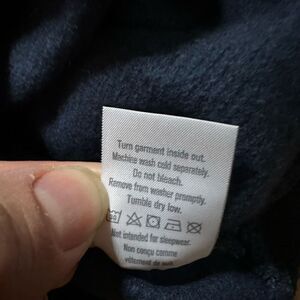 Turn garment inside out.
Machine wash cold separately.
Do not bleach.
Remove from washer promptly.
Tumble dry low.
Not intended for sleepwear.
Non conçu comme
vêtement de nuit.